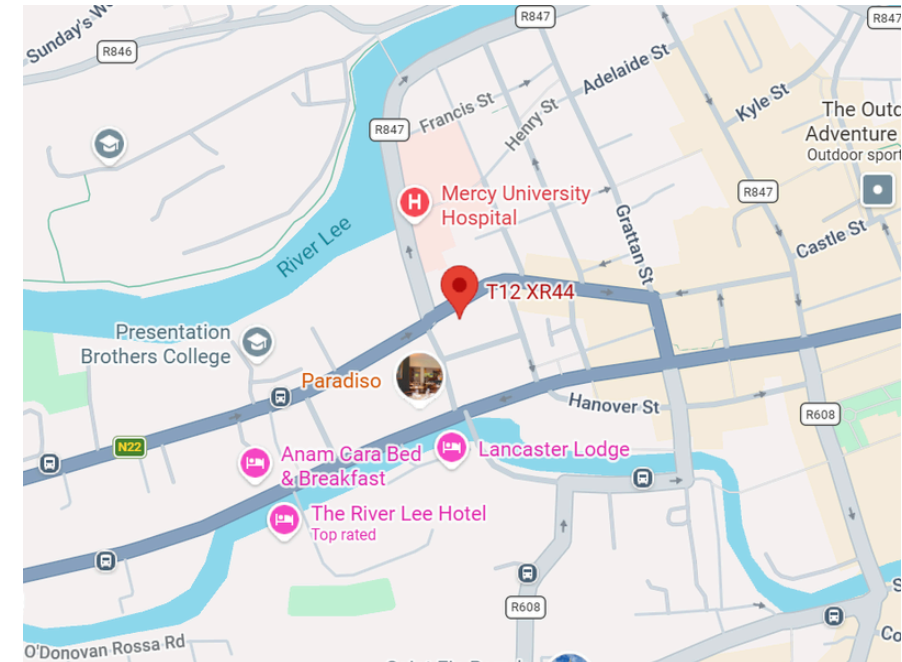 Sunday's W
R846
R847
R847
Adelaide St
Francis St
Henry St
Kyle St
The Outd
Adventure
Outdoor sport
R847
Mercy University
Hospital
R847
River Lee
Grattan St
Castle St
T12 XR44
Presentation
Brothers College
Paradiso
Hanover St
R608
N22
Anam Cara Bed
& Breakfast
Lancaster Lodge
The River Lee Hotel
Top rated
R608
O'Donovan Rossa Rd
Co